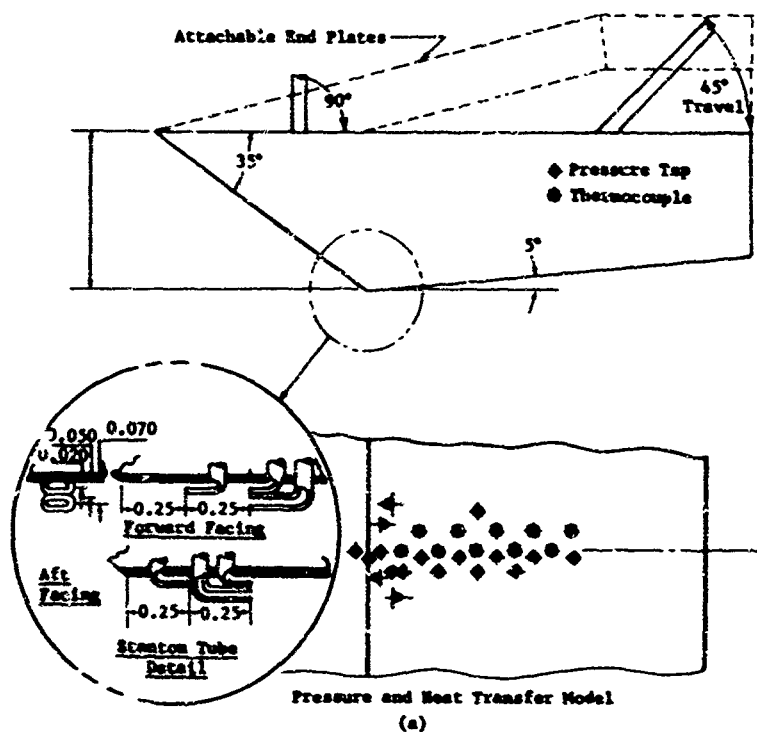 Attachable End Plates
90°
45°
Travel
35°
Pressure Tap
Thermocouple
5°
0.050 0.070
0.020
0.25 0.25
Forward Facing
Aft
Facing
0.25 0.25
Stanton Tube
Detail
Pressure and Heat Transfer Model
(a)